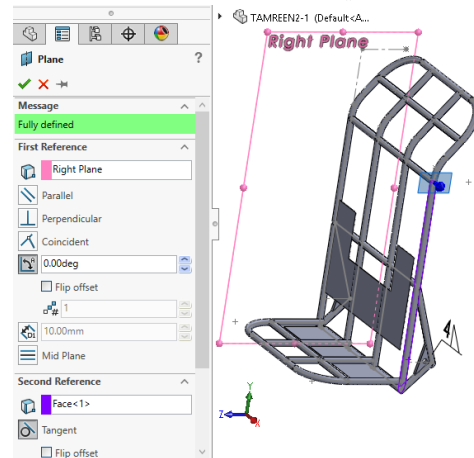 TAMREEN2-1 (Default<A...
Plane
?
Message
Fully defined
First Reference
Right Plane
Parallel
Perpendicular
Coincident
0.00deg
Flip offset
#
1
D1
10.00mm
Mid Plane
Second Reference
Face<1>
Tangent
Flip offset
Right Plane
Y
Z
X